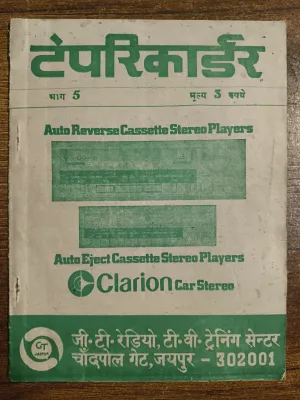 टेपरिकार्डर
भाग 5 मूल्य 3 रुपये
Auto Reverse Cassette Stereo Players
Auto Eject Cassette Stereo Players
Clarion Car Stereo
GT
जी.टी. रेडियो, टी.वी. ट्रेनिंग सेन्टर
चाँदपोल गेट, जयपुर - 302001